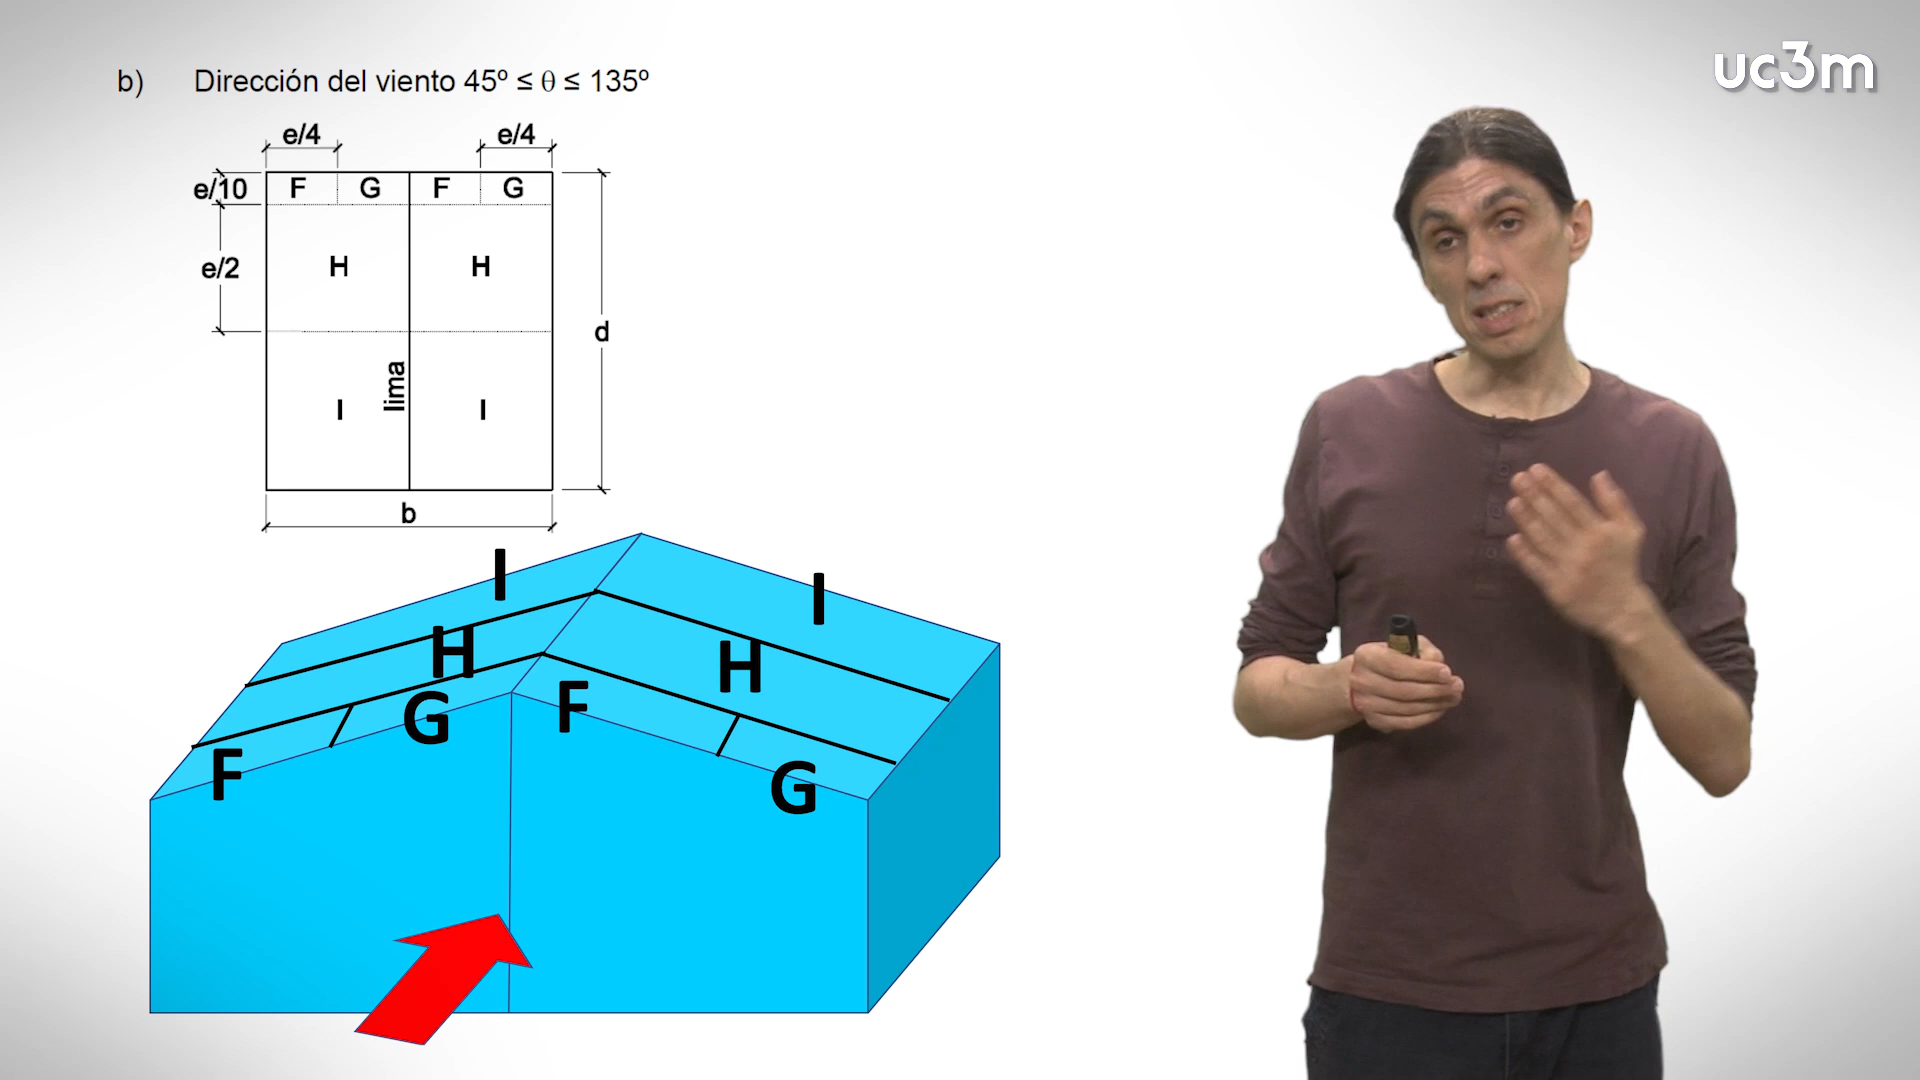 uc3m
b) Dirección del viento 45º ≤ θ ≤ 135º
e/4 e/4
e/10 F G F G
e/2 H H
d
lima
I I
b
I I
H H
G F
F G